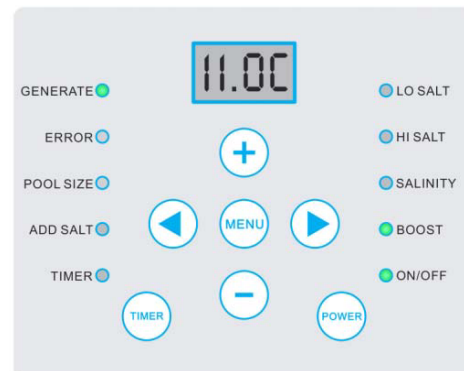 11.0C
GENERATE
LO SALT
ERROR
+
HI SALT
POOL SIZE
SALINITY
ADD SALT
MENU
BOOST
TIMER
−
ON/OFF
TIMER
POWER